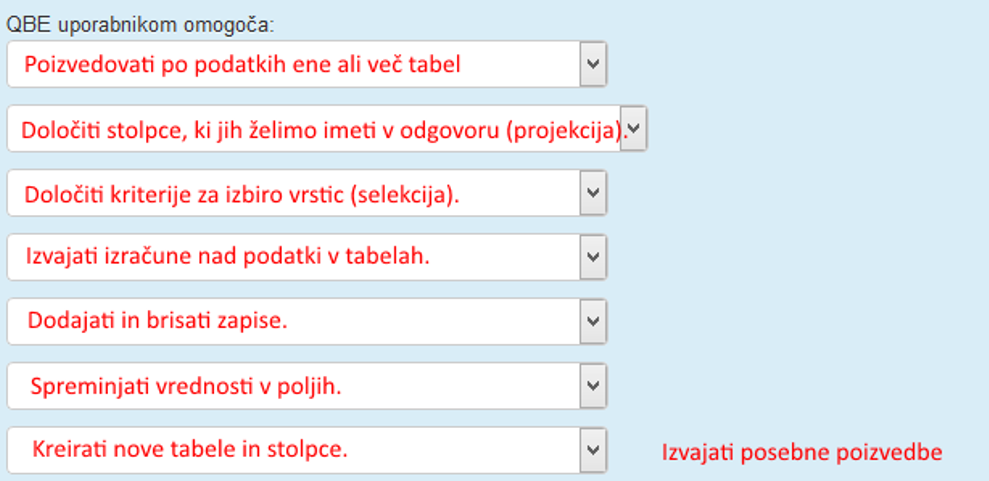 QBE uporabnikom omogoča:
Poizvedovati po podatkih ene ali več tabel
Določiti stolpce, ki jih želimo imeti v odgovoru (projekcija).
Določiti kriterije za izbiro vrstic (selekcija).
Izvajati izračune nad podatki v tabelah.
Dodajati in brisati zapise.
Spreminjati vrednosti v poljih.
Kreirati nove tabele in stolpce.
Izvajati posebne poizvedbe